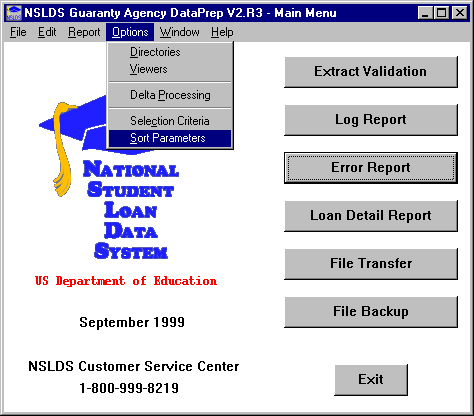 NSLDS Guaranty Agency DataPrep V2.R3 - Main Menu
File Edit Report Options Window Help
Directories
Viewers
Delta Processing
Selection Criteria
Sort Parameters
NATIONAL
STUDENT
LOAN
DATA
SYSTEM
US Department of Education
September 1999
NSLDS Customer Service Center
1-800-999-8219
Extract Validation
Log Report
Error Report
Loan Detail Report
File Transfer
File Backup
Exit